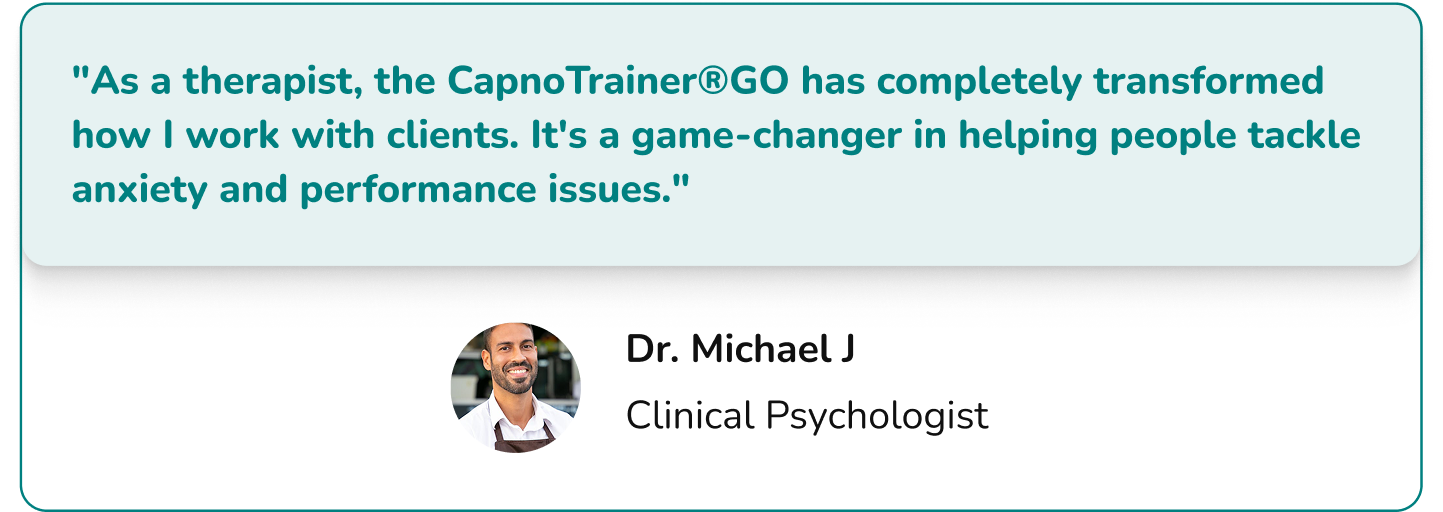 "As a therapist, the CapnoTrainer®GO has completely transformed
how I work with clients. It's a game-changer in helping people tackle
anxiety and performance issues."
Dr. Michael J
Clinical Psychologist